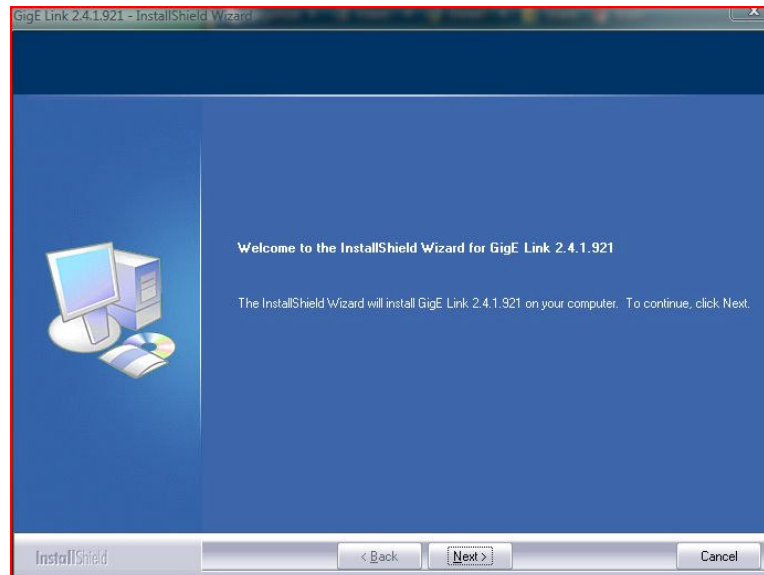 GigE Link 2.4.1.921 - InstallShield Wizard
Welcome to the InstallShield Wizard for GigE Link 2.4.1.921
The InstallShield Wizard will install GigE Link 2.4.1.921 on your computer. To continue, click Next.
InstallShield
< Back
Next >
Cancel